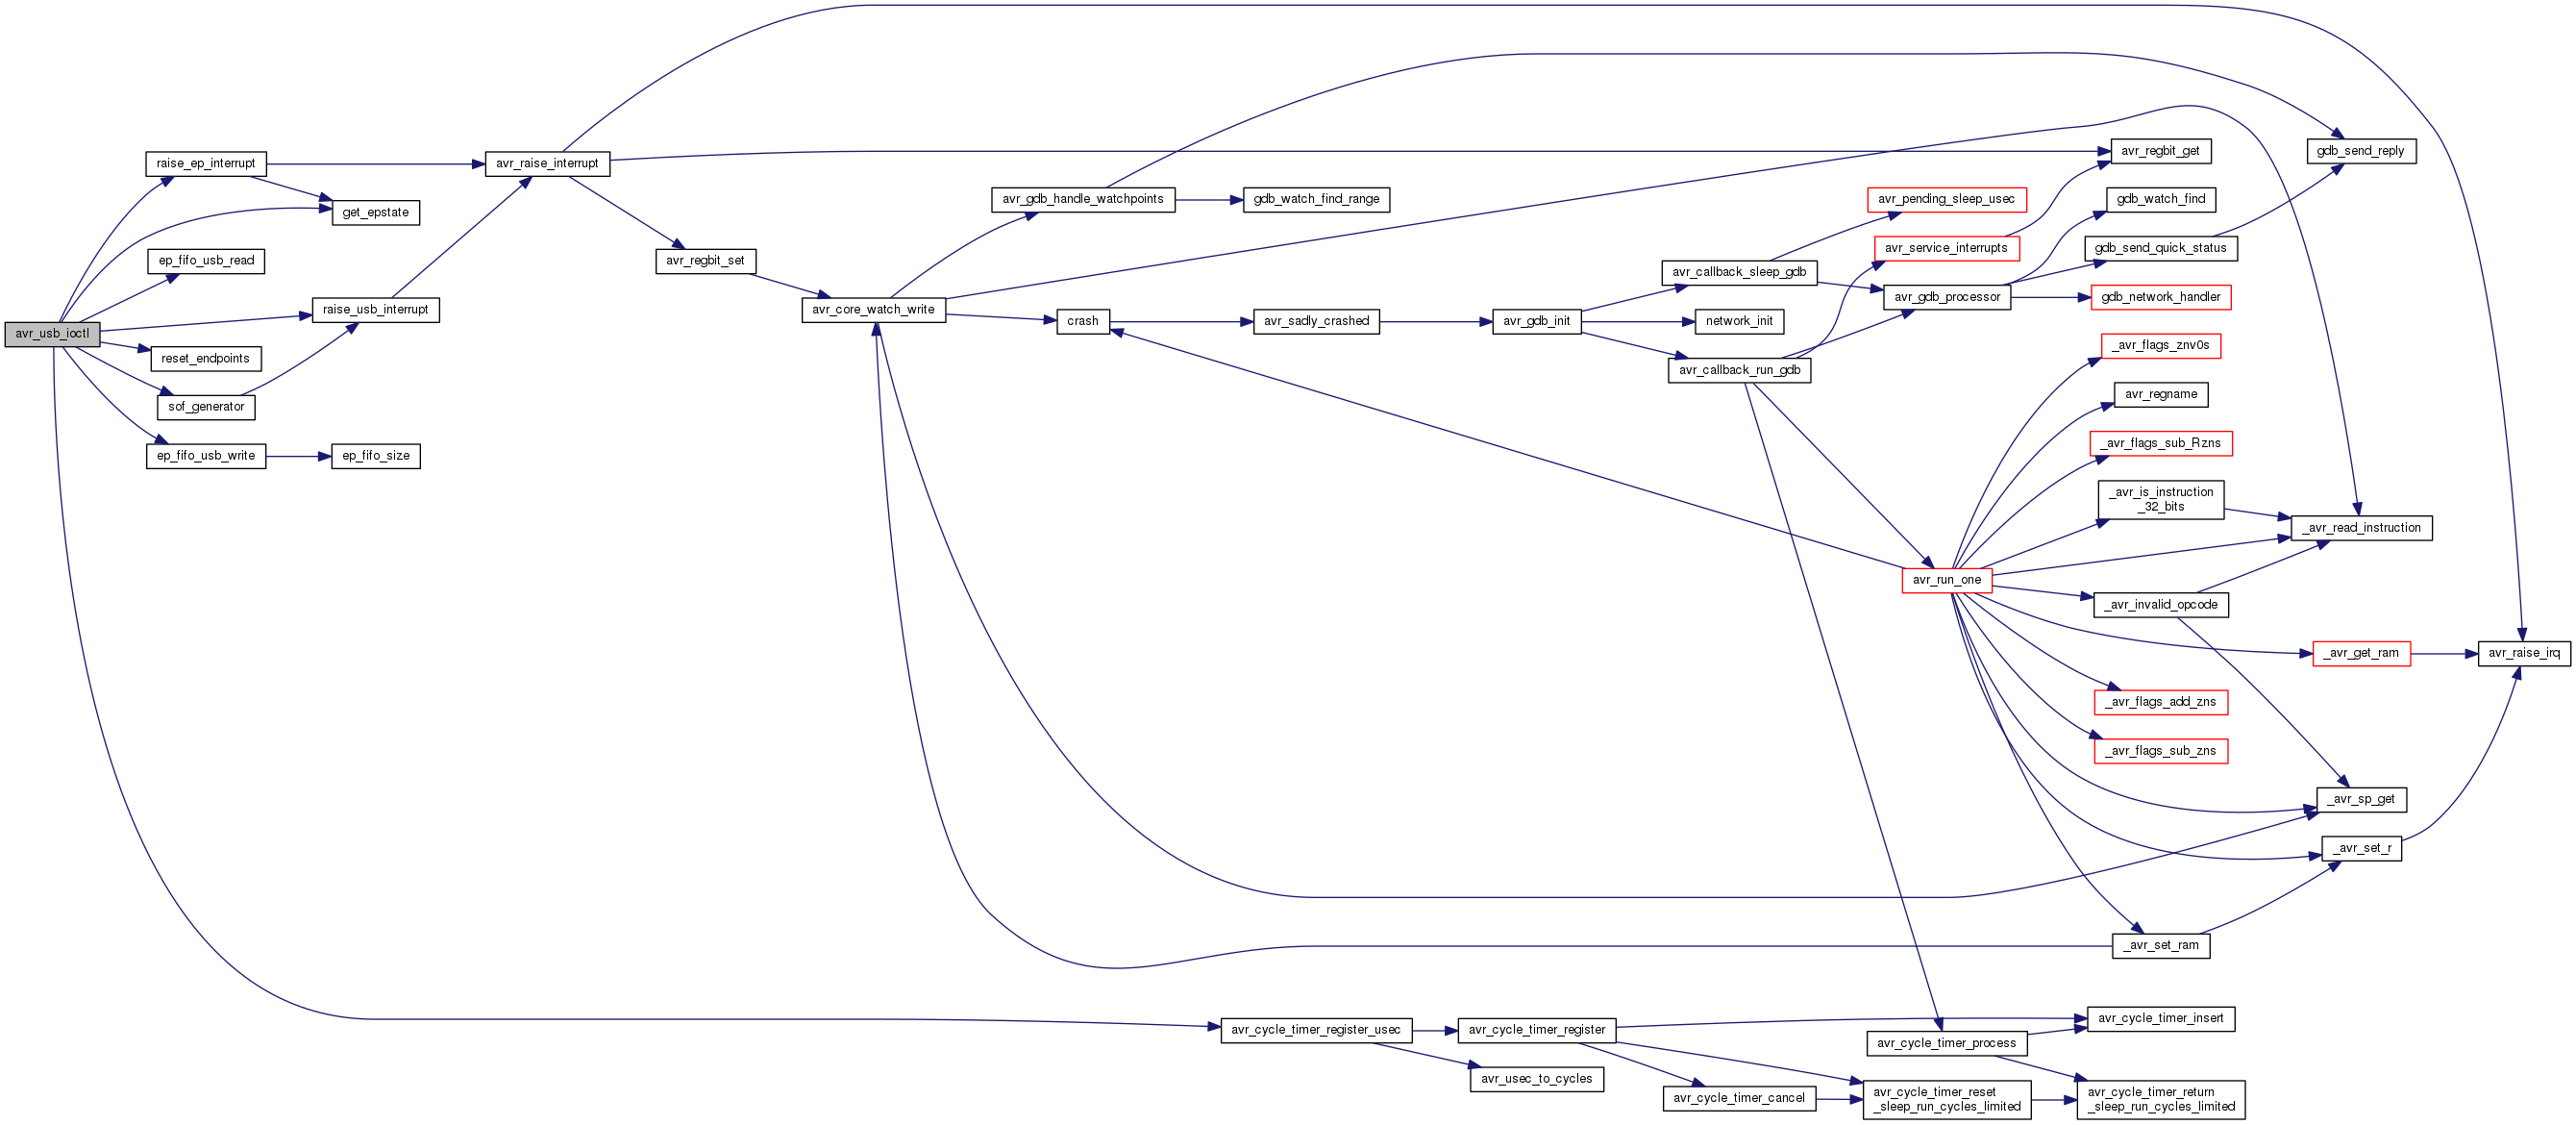 avr_usb_ioctl
raise_ep_interrupt
get_epstate
ep_fifo_usb_read
raise_usb_interrupt
reset_endpoints
sof_generator
ep_fifo_usb_write
ep_fifo_size
avr_raise_interrupt
avr_regbit_set
avr_core_watch_write
avr_gdb_handle_watchpoints
gdb_watch_find_range
crash
avr_sadly_crashed
avr_gdb_init
avr_callback_sleep_gdb
network_init
avr_callback_run_gdb
avr_pending_sleep_usec
avr_service_interrupts
avr_gdb_processor
avr_regbit_get
gdb_watch_find
gdb_send_quick_status
gdb_network_handler
gdb_send_reply
_avr_flags_znv0s
avr_regname
_avr_flags_sub_Rzns
_avr_is_instruction
_32_bits
_avr_read_instruction
avr_run_one
_avr_invalid_opcode
_avr_get_ram
avr_raise_irq
_avr_flags_add_zns
_avr_flags_sub_zns
_avr_sp_get
_avr_set_r
_avr_set_ram
avr_cycle_timer_register_usec
avr_cycle_timer_register
avr_usec_to_cycles
avr_cycle_timer_cancel
avr_cycle_timer_process
avr_cycle_timer_insert
avr_cycle_timer_reset
_sleep_run_cycles_limited
avr_cycle_timer_return
_sleep_run_cycles_limited